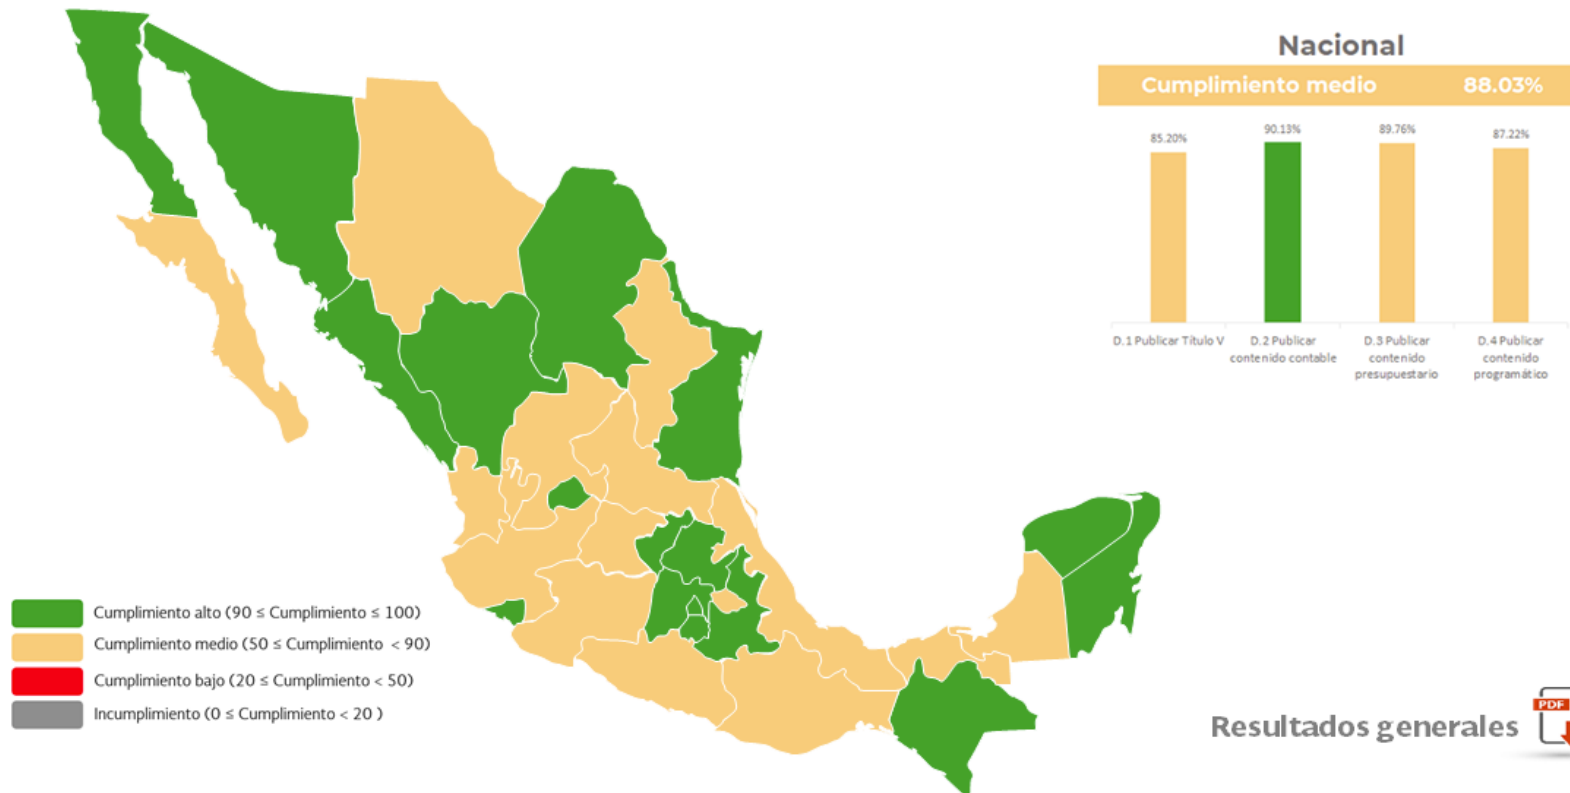 Nacional
Cumplimiento medio 88.03%
85.20%
90.13%
89.76%
87.22%
D.1 Publicar Título V
D.2 Publicar
contenido contable
D.3 Publicar
contenido
presupuestario
D.4 Publicar
contenido
programático
Cumplimiento alto (90 ≤ Cumplimiento ≤ 100)
Cumplimiento medio (50 ≤ Cumplimiento < 90)
Cumplimiento bajo (20 ≤ Cumplimiento < 50)
Incumplimiento (0 ≤ Cumplimiento < 20 )
Resultados generales
PDF